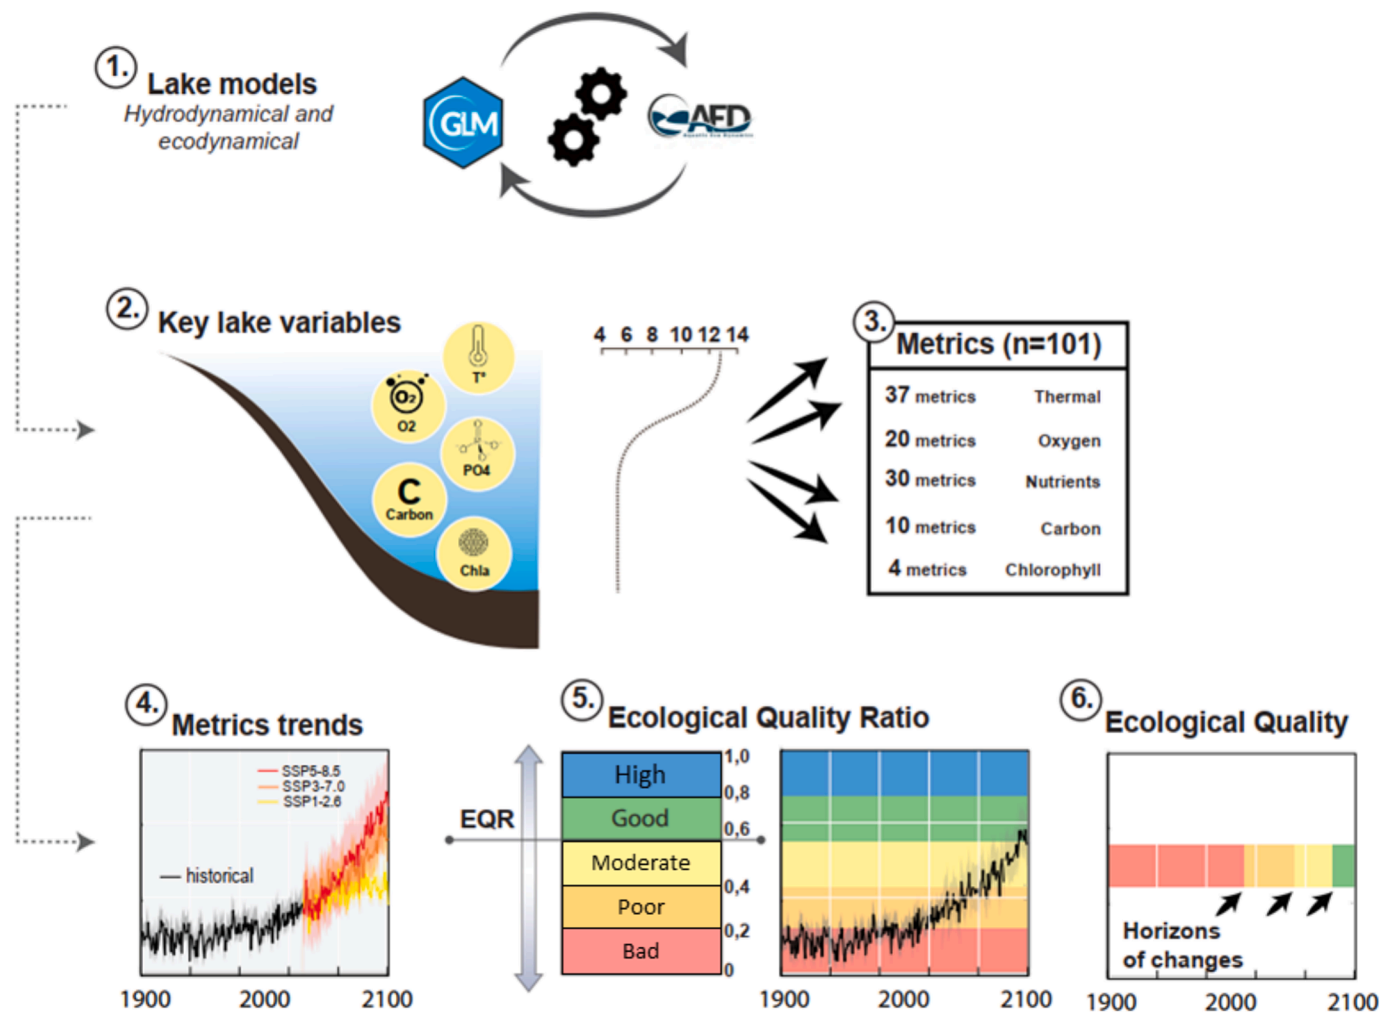 1.
Lake models
Hydrodynamical and
ecodynamical
GLM
AED
2.
Key lake variables
T°
O₂
O2
PO4
C
Carbon
Chla
4 6 8 10 12 14
3.
Metrics (n=101)
37 metrics Thermal
20 metrics Oxygen
30 metrics Nutrients
10 metrics Carbon
4 metrics Chlorophyll
4.
Metrics trends
SSP5-8.5
SSP3-7.0
SSP1-2.6
historical
1900 2000 2100
5.
Ecological Quality Ratio
EQR
High
Good
Moderate
Poor
Bad
1,0
0,8
0,6
0,4
0,2
0
1900 2000 2100
6.
Ecological Quality
Horizons
of changes
1900 2000 2100